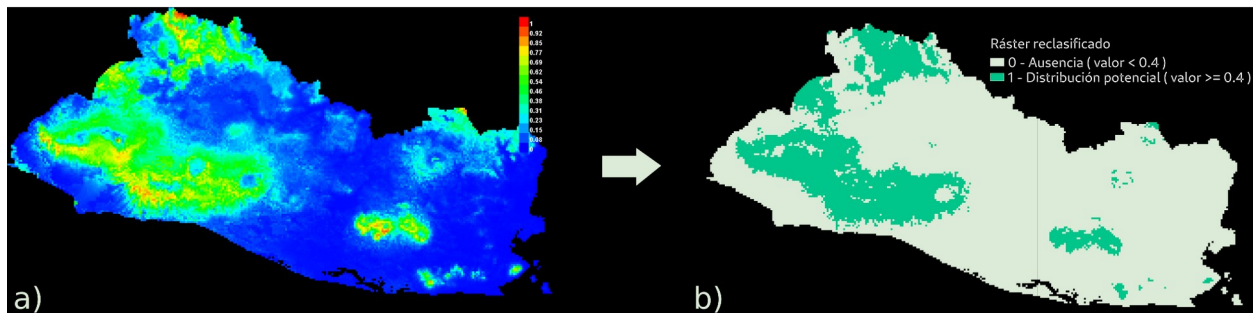 1
0.92
0.85
0.77
0.69
0.62
0.54
0.46
0.38
0.31
0.23
0.15
0.08
a)
Ráster reclasificado
0 - Ausencia ( valor < 0.4 )
1 - Distribución potencial ( valor >= 0.4 )
b)